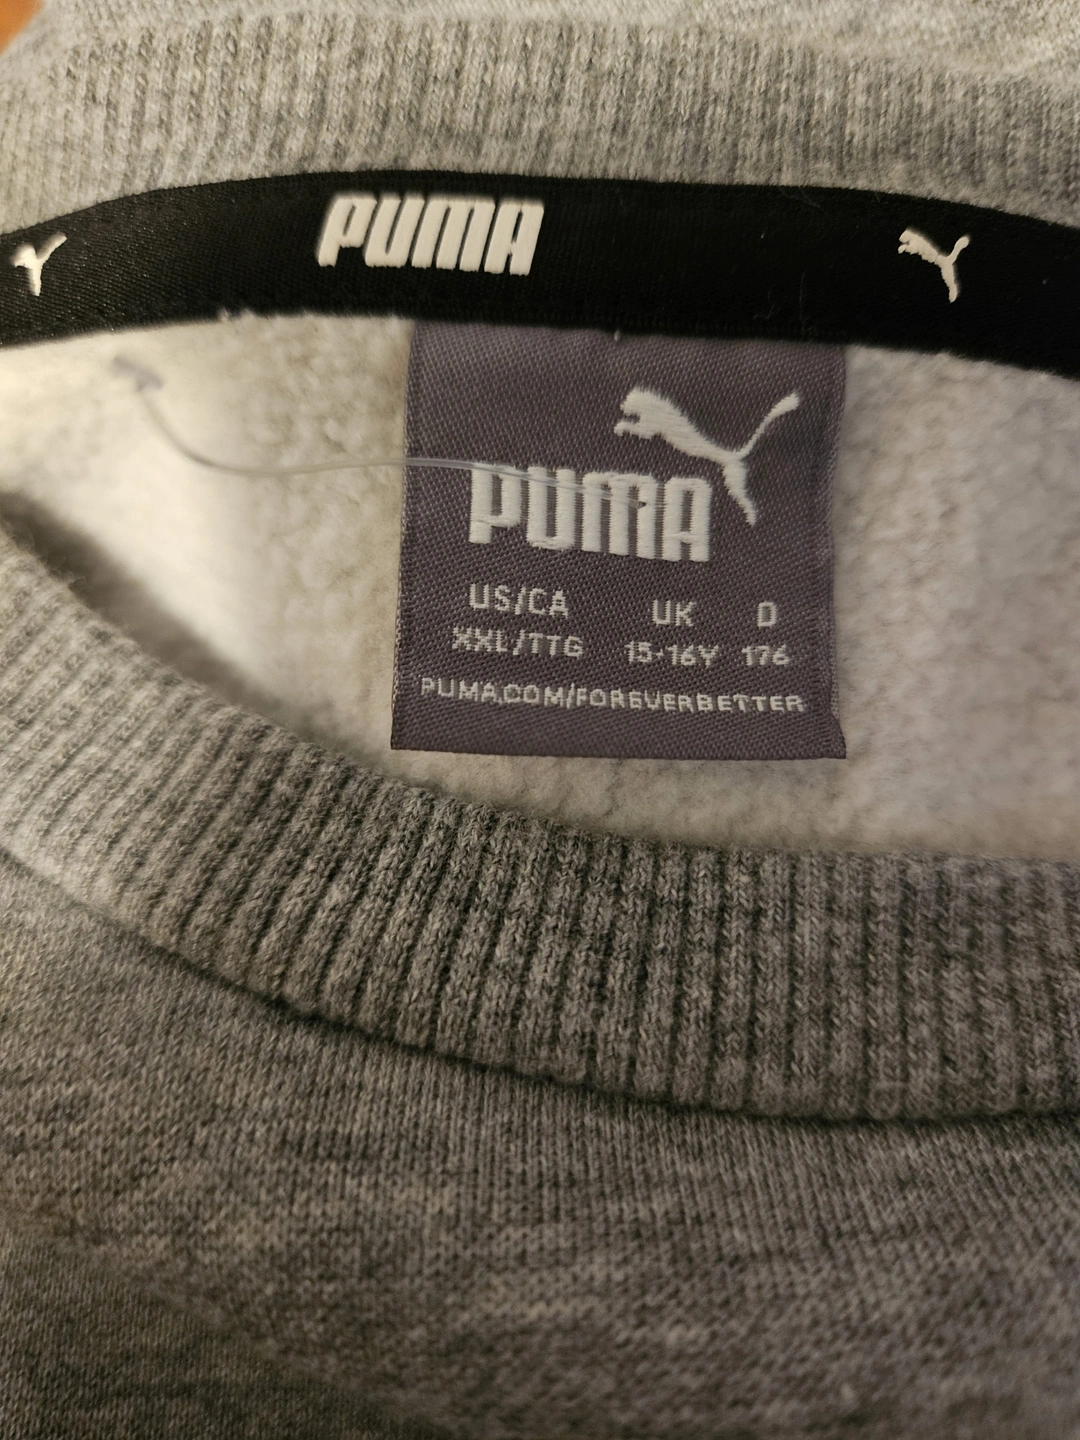 PUMA
PUMA
US/CA UK D
XXL/TTG 15-16Y 176
PUMA.COM/FOREVERBETTER